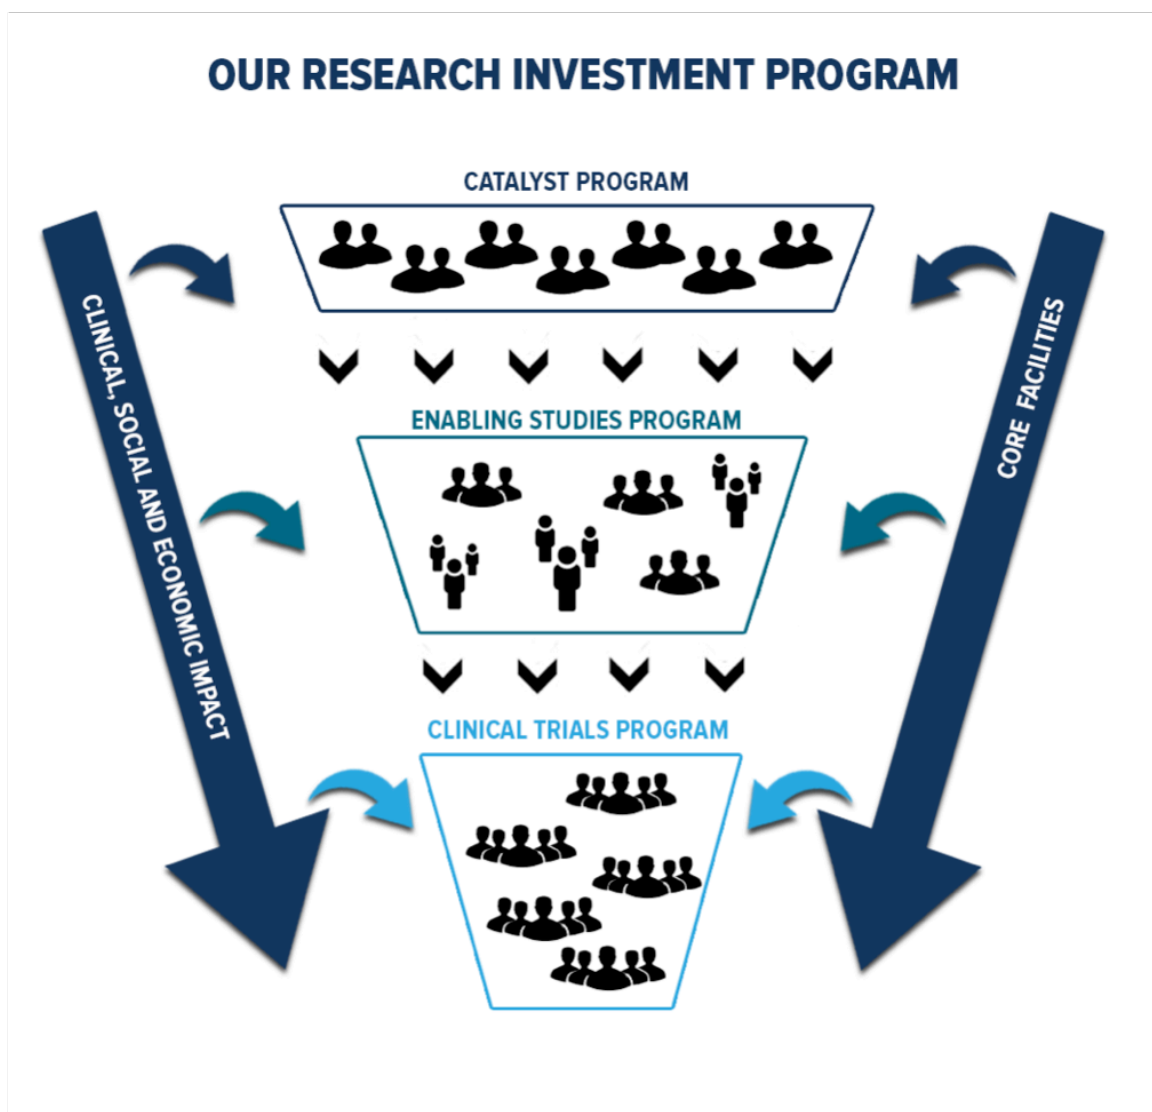 OUR RESEARCH INVESTMENT PROGRAM
CATALYST PROGRAM
CLINICAL, SOCIAL AND ECONOMIC IMPACT
CORE FACILITIES
ENABLING STUDIES PROGRAM
CLINICAL TRIALS PROGRAM